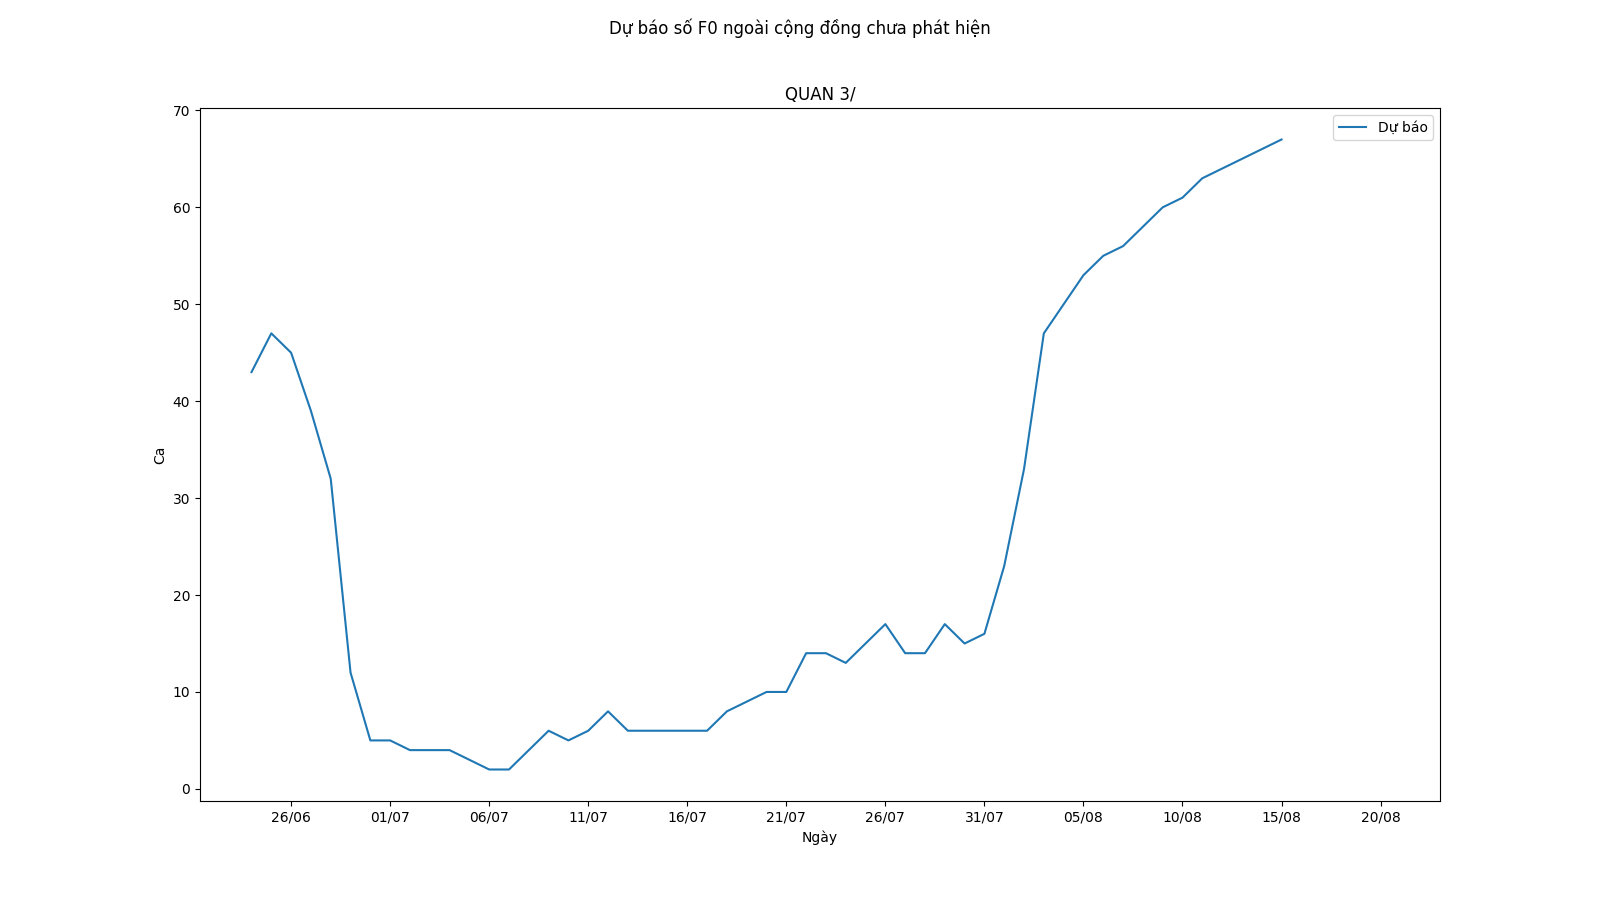 Dự báo số F0 ngoài cộng đồng chưa phát hiện
QUAN 3/
Dự báo
70
60
50
40
30
20
10
0
Ca
26/06 01/07 06/07 11/07 16/07 21/07 26/07 31/07 05/08 10/08 15/08 20/08
Ngày